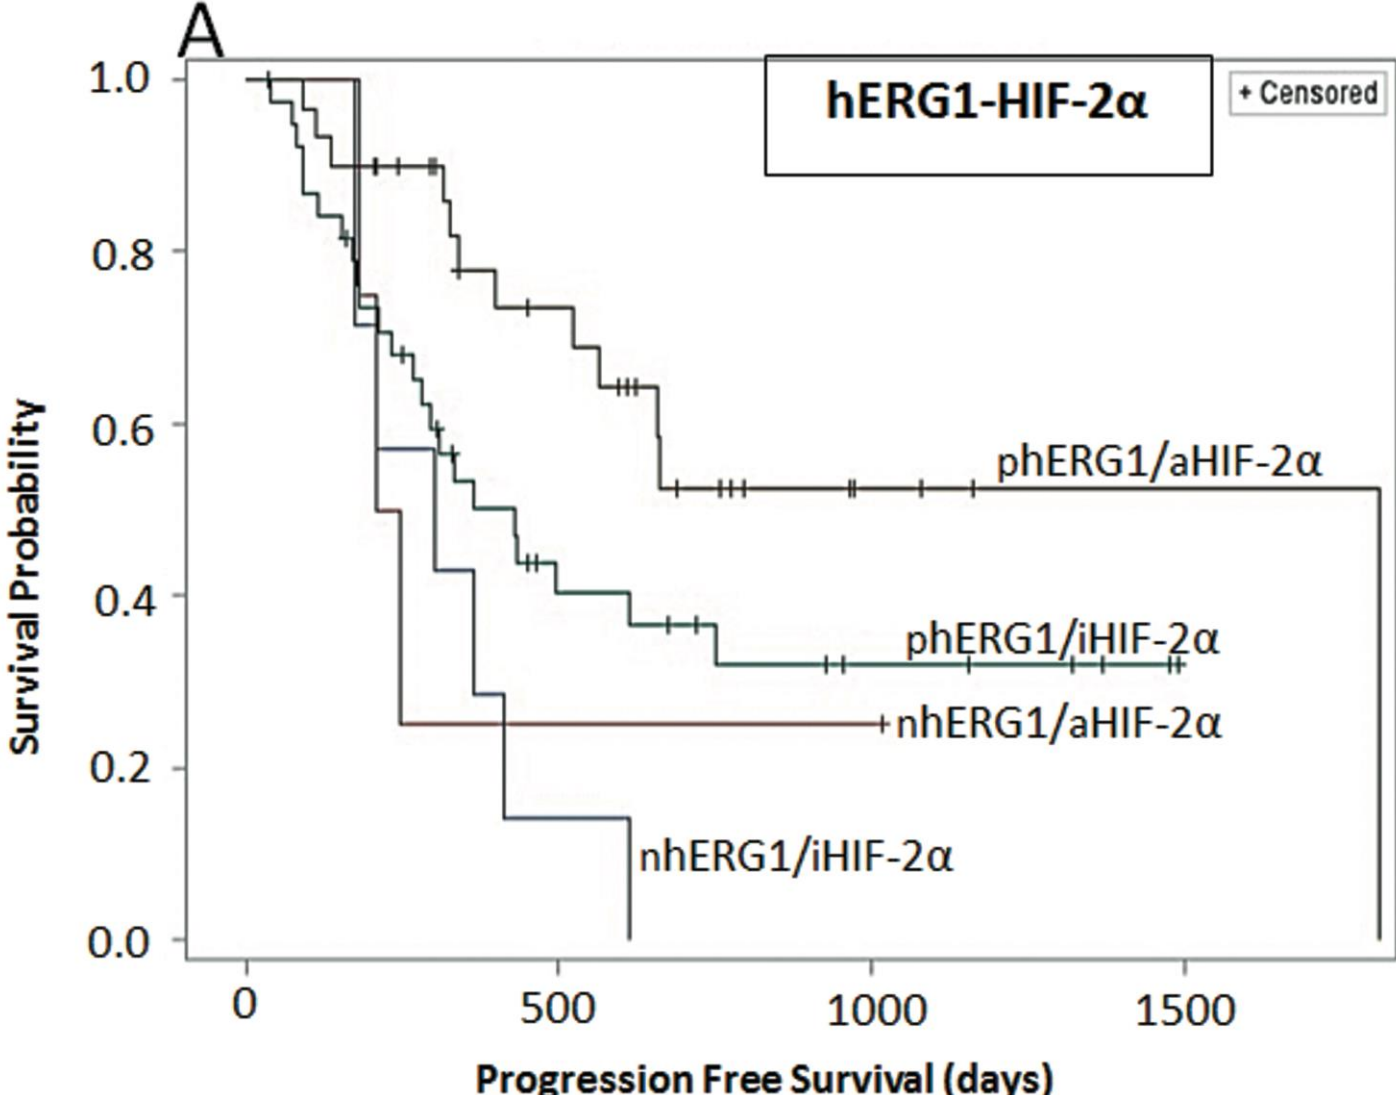 A
hERG1-HIF-2α
+ Censored
1.0
0.8
0.6
0.4
0.2
0.0
Survival Probability
phERG1/aHIF-2α
phERG1/iHIF-2α
nhERG1/aHIF-2α
nhERG1/iHIF-2α
0 500 1000 1500
Progression Free Survival (days)